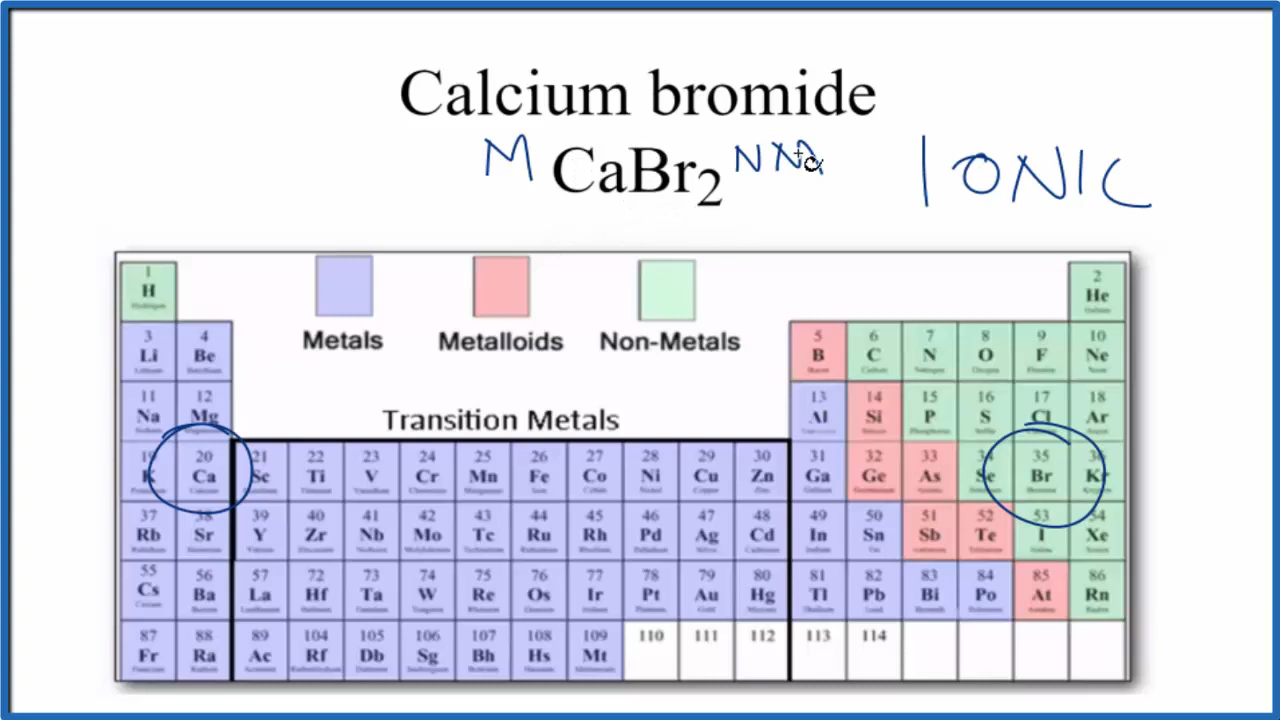 Calcium bromide
M CaBr2 NM IONIC
1 2
H He
Metals Metalloids Non-Metals
3 4 5 6 7 8 9 10
Li Be B C N O F Ne
11 12 13 14 15 16 17 18
Na Mg Al Si P S Cl Ar
Transition Metals
19 20 21 22 23 24 25 26 27 28 29 30 31 32 33 34 35 36
K Ca Sc Ti V Cr Mn Fe Co Ni Cu Zn Ga Ge As Se Br Kr
37 38 39 40 41 42 43 44 45 46 47 48 49 50 51 52 53 54
Rb Sr Y Zr Nb Mo Tc Ru Rh Pd Ag Cd In Sn Sb Te I Xe
55 56 57 72 73 74 75 76 77 78 79 80 81 82 83 84 85 86
Cs Ba La Hf Ta W Re Os Ir Pt Au Hg Tl Pb Bi Po At Rn
87 88 89 104 105 106 107 108 109 110 111 112 113 114
Fr Ra Ac Rf Db Sg Bh Hs Mt